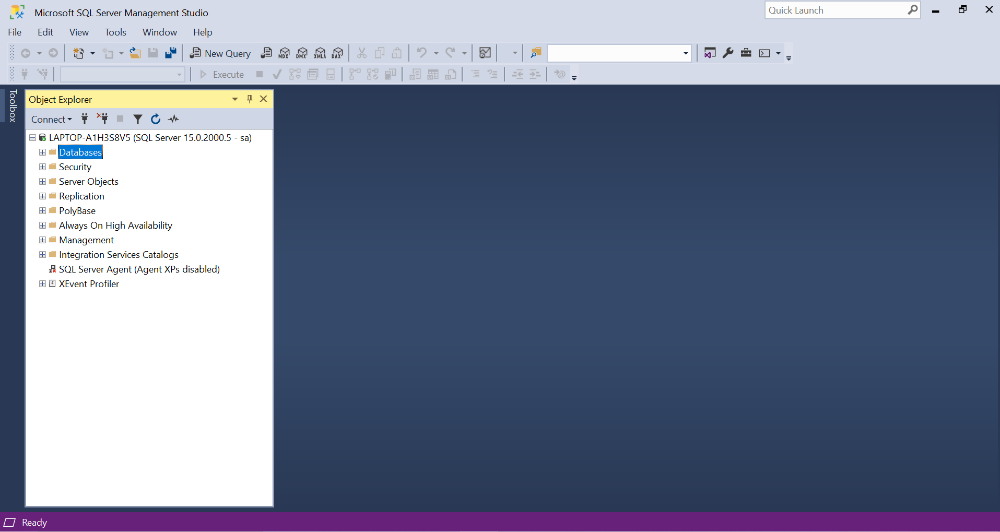 Microsoft SQL Server Management Studio
Quick Launch
File Edit View Tools Window Help
New Query MDX DMX XMLA DAX
Execute
Toolbox
Object Explorer
Connect
LAPTOP-A1H3S8V5 (SQL Server 15.0.2000.5 - sa)
Databases
Security
Server Objects
Replication
PolyBase
Always On High Availability
Management
Integration Services Catalogs
SQL Server Agent (Agent XPs disabled)
XEvent Profiler
Ready